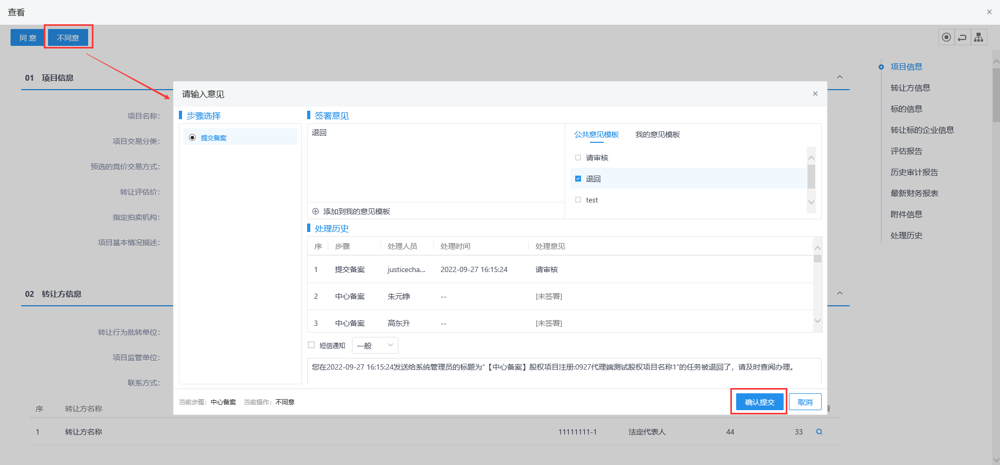 查看
同 意
不同意
01 项目信息
项目名称:
项目交易分类:
预选的竞价交易方式:
转让评估价:
指定拍卖机构:
项目基本情况描述:
02 转让方信息
转让行为批转单位:
项目监管单位:
联系方式:
序 转让方名称
1 转让方名称 11111111-1 法定代表人 44 33
项目信息
转让方信息
标的信息
转让标的企业信息
评估报告
历史审计报告
最新财务报表
附件信息
处理历史
请输入意见
步骤选择
提交备案
签署意见
退回
添加到我的意见模板
公共意见模板 我的意见模板
请审核
退回
test
处理历史
序 步骤 处理人员 处理时间 处理意见
1 提交备案 justicecha... 2022-09-27 16:15:24 请审核
2 中心备案 朱元铮 -- [未签署]
3 中心备案 高东升 -- [未签署]
短信通知 一般
您在2022-09-27 16:15:24发送给系统管理员的标题为“【中心备案】股权项目注册:0927代理端测试股权项目名称1”的任务被退回了，请及时查阅办理。
当前步骤: 中心备案 当前操作: 不同意
确认提交 取消